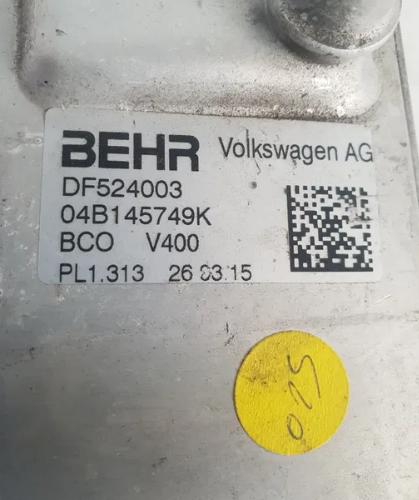 BEHR Volkswagen AG
DF524003
04B145749K
BCO V400
PL1.313 26 03.15